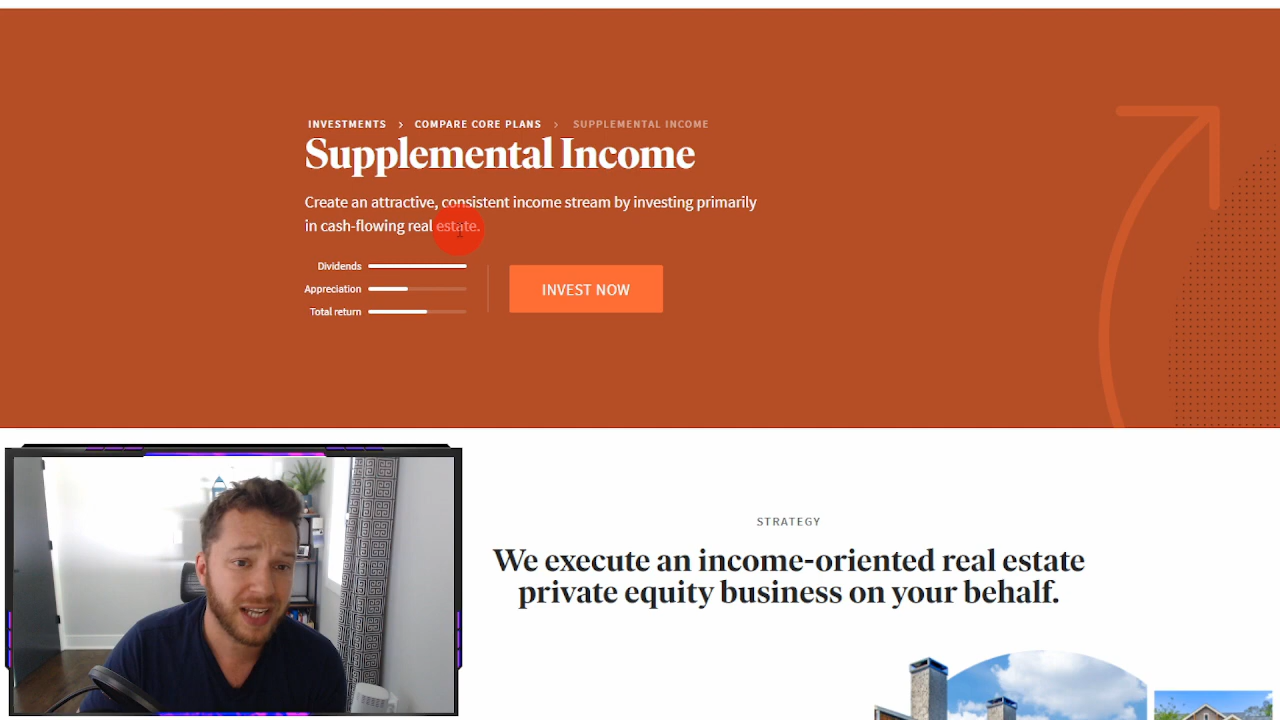 INVESTMENTS > COMPARE CORE PLANS > SUPPLEMENTAL INCOME
Supplemental Income
Create an attractive, consistent income stream by investing primarily
in cash-flowing real estate.
Dividends
Appreciation
Total return
INVEST NOW
STRATEGY
We execute an income-oriented real estate
private equity business on your behalf.